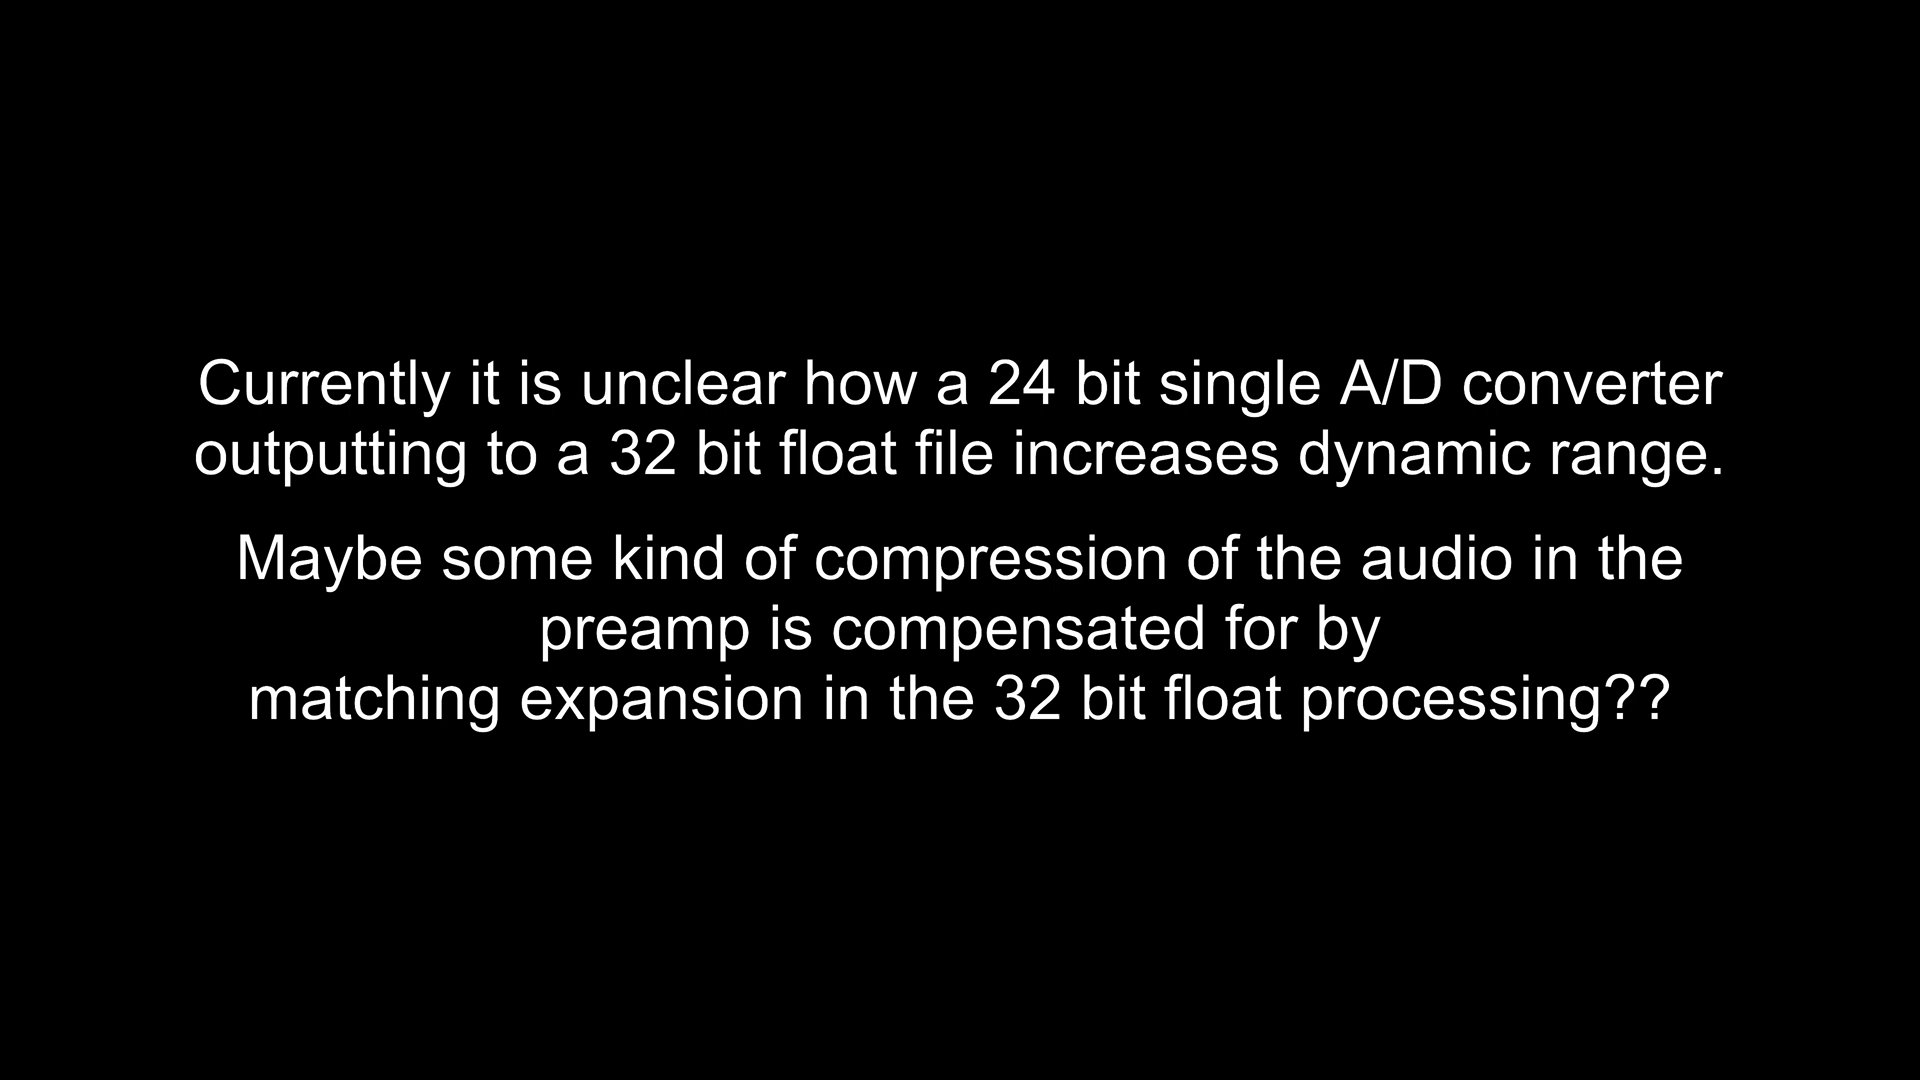 Currently it is unclear how a 24 bit single A/D converter
outputting to a 32 bit float file increases dynamic range.
Maybe some kind of compression of the audio in the
preamp is compensated for by
matching expansion in the 32 bit float processing??